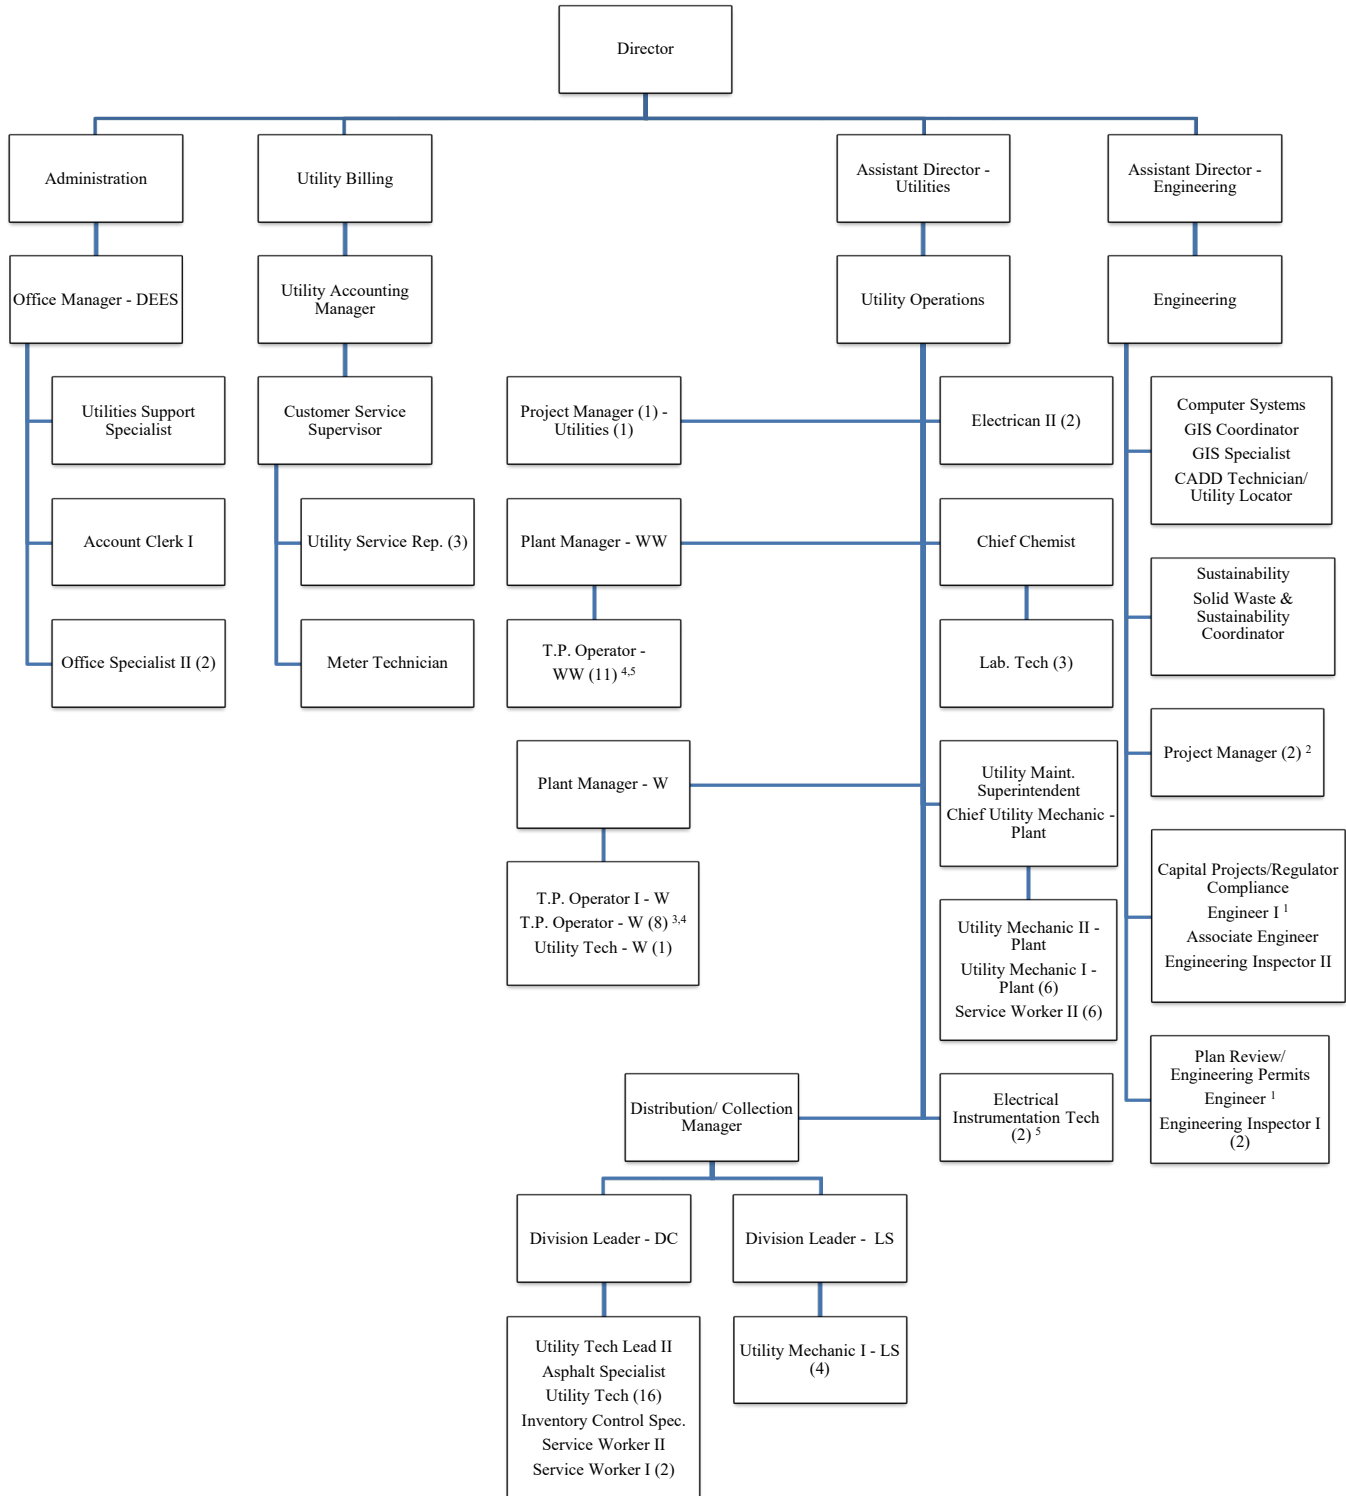 Director
Administration
Utility Billing
Assistant Director -
Utilities
Assistant Director -
Engineering
Office Manager - DEES
Utility Accounting
Manager
Utility Operations
Engineering
Utilities Support
Specialist
Customer Service
Supervisor
Project Manager (1) -
Utilities (1)
Electrican II (2)
Computer Systems
GIS Coordinator
GIS Specialist
CADD Technician/
Utility Locator
Account Clerk I
Utility Service Rep. (3)
Plant Manager - WW
Chief Chemist
Sustainability
Solid Waste &
Sustainability
Coordinator
Office Specialist II (2)
Meter Technician
T.P. Operator -
WW (11) 4,5
Lab. Tech (3)
Project Manager (2) 2
Plant Manager - W
Utility Maint.
Superintendent
Chief Utility Mechanic -
Plant
T.P. Operator I - W
T.P. Operator - W (8) 3,4
Utility Tech - W (1)
Utility Mechanic II -
Plant
Utility Mechanic I -
Plant (6)
Service Worker II (6)
Capital Projects/Regulator
Compliance
Engineer I 1
Associate Engineer
Engineering Inspector II
Plan Review/
Engineering Permits
Engineer 1
Engineering Inspector I
(2)
Distribution/ Collection
Manager
Electrical
Instrumentation Tech
(2) 5
Division Leader - DC
Division Leader -  LS
Utility Tech Lead II
Asphalt Specialist
Utility Tech (16)
Inventory Control Spec.
Service Worker II
Service Worker I (2)
Utility Mechanic I - LS
(4)